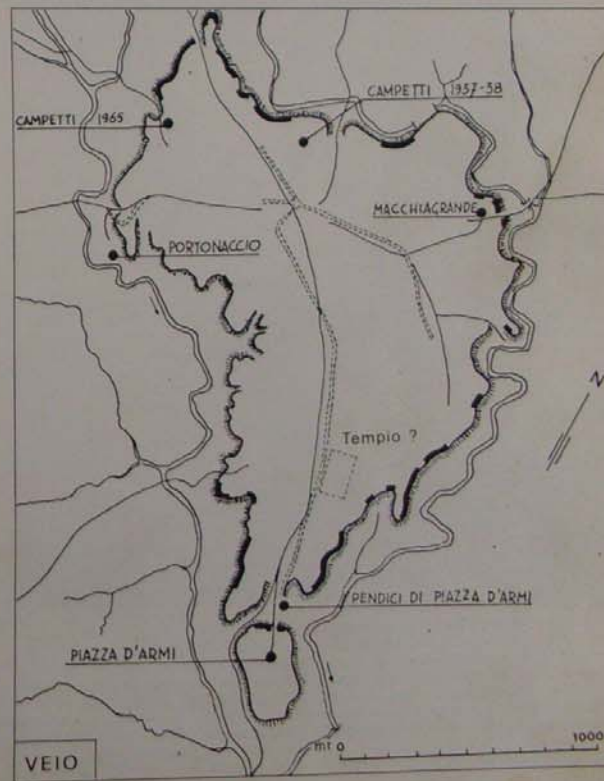 CAMPETTI 1937-38
CAMPETTI 1965
MACCHIAGRANDE
PORTONACCIO
N
Tempio ?
PENDICI DI PIAZZA D'ARMI
PIAZZA D'ARMI
VEIO
mt 0 1000